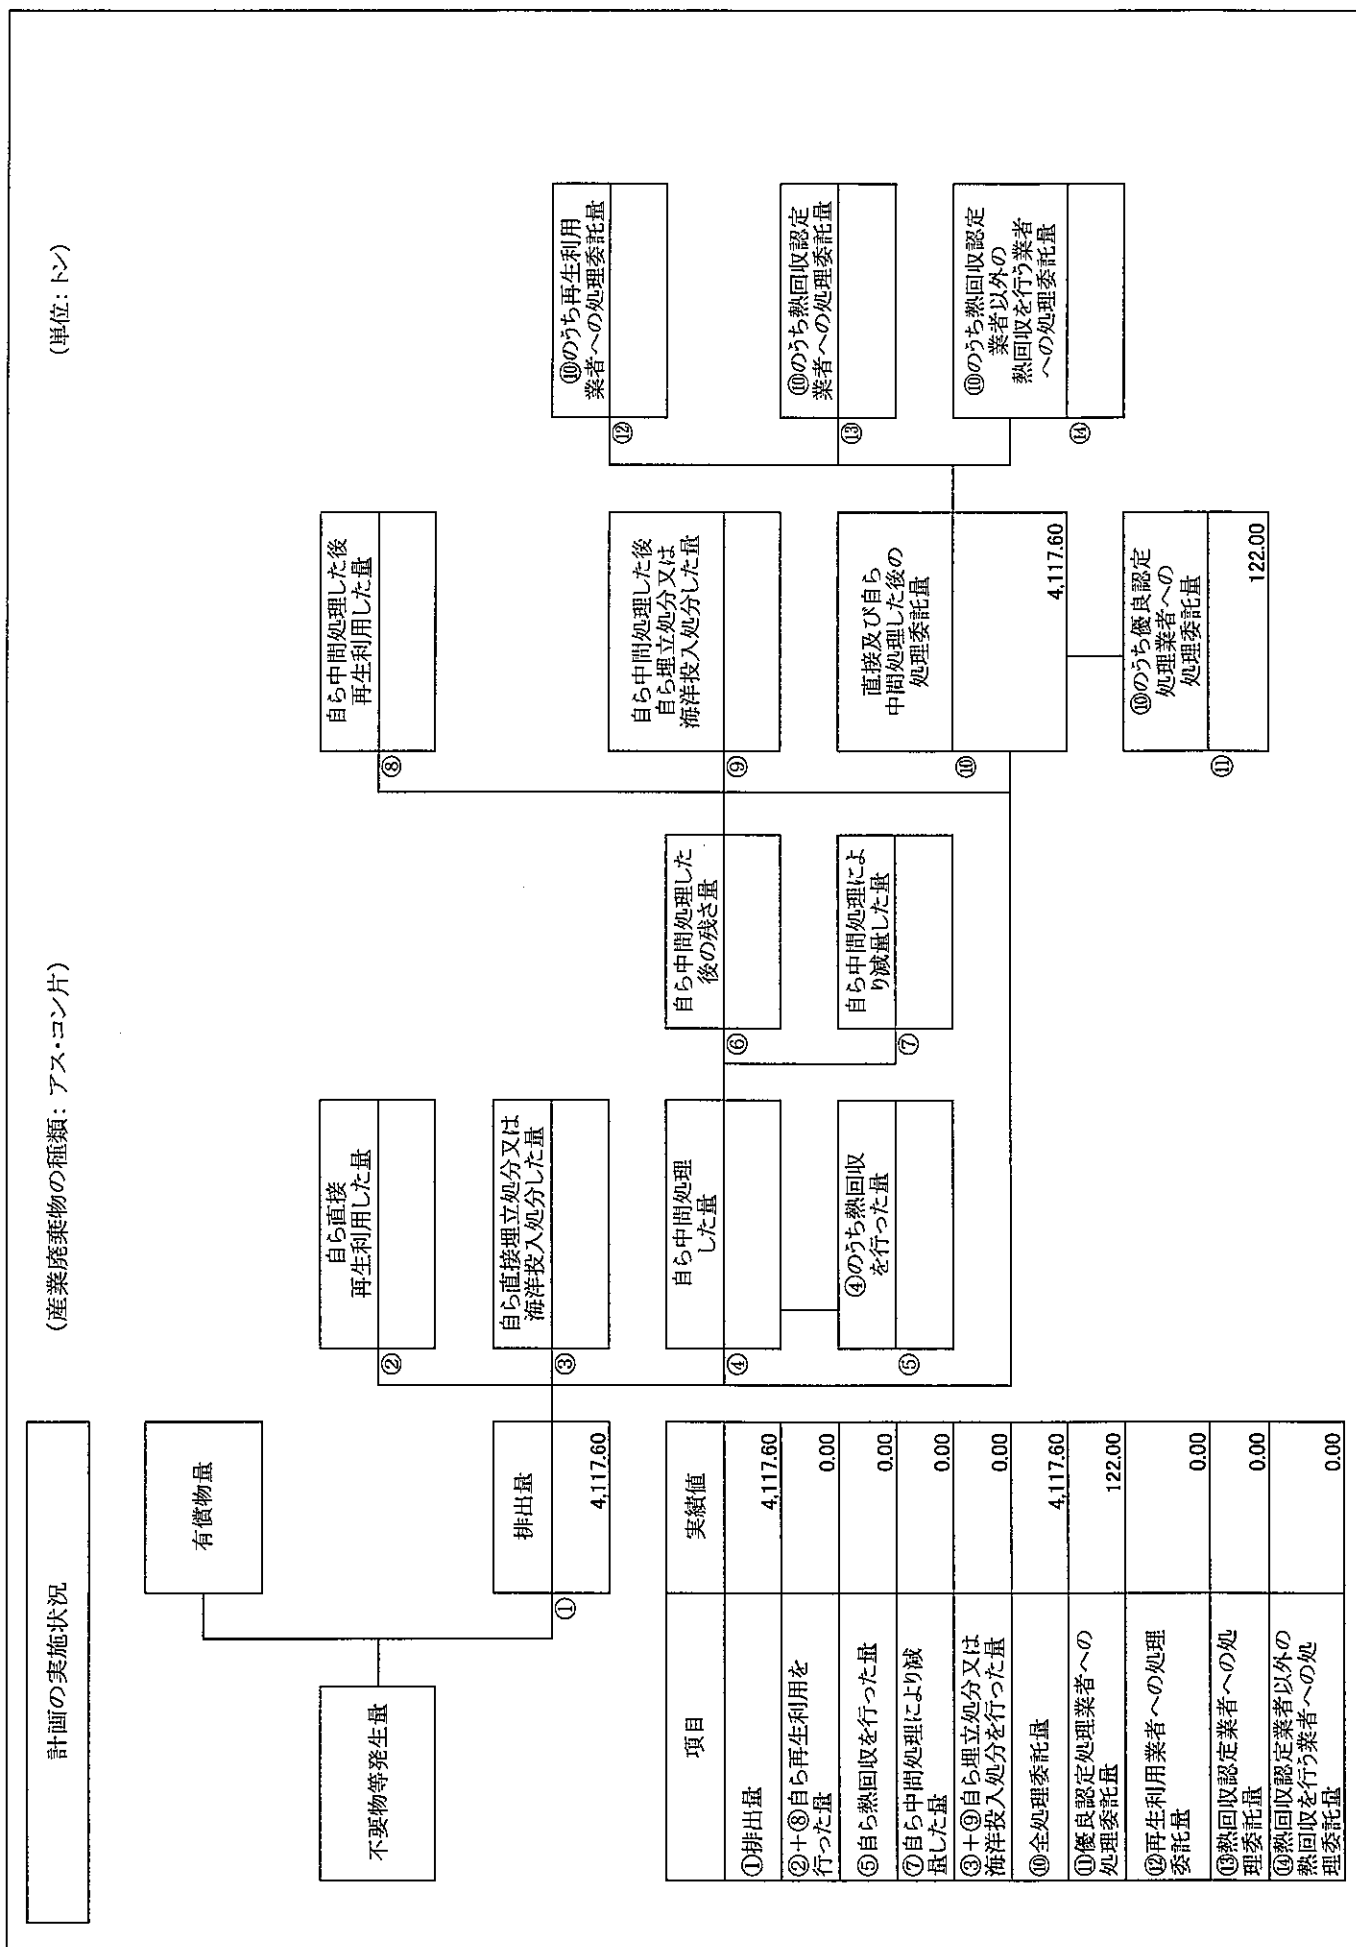 計画の実施状況
(産業廃棄物の種類: アス・コン片)
(単位: トン)
不要物等発生量
有償物量
①
排出量
4,117.60
②
自ら直接
再生利用した量
③
自ら直接埋立処分又は
海洋投入処分した量
④
自ら中間処理
した量
⑤
④のうち熱回収
を行った量
⑥
自ら中間処理した
後の残さ量
⑦
自ら中間処理によ
り減量した量
⑧
自ら中間処理した後
再生利用した量
⑨
自ら中間処理した後
自ら埋立処分又は
海洋投入処分した量
⑩
直接及び自ら
中間処理した後の
処理委託量
4,117.60
⑪
⑩のうち優良認定
処理業者への
処理委託量
122.00
⑫
⑩のうち再生利用
業者への処理委託量
⑬
⑩のうち熱回収認定
業者への処理委託量
⑭
⑩のうち熱回収認定
業者以外の
熱回収を行う業者
への処理委託量
項目 実績値
①排出量 4,117.60
②+⑧自ら再生利用を
行った量 0.00
⑤自ら熱回収を行った量 0.00
⑦自ら中間処理により減
量した量 0.00
③+⑨自ら埋立処分又は
海洋投入処分を行った量 0.00
⑩全処理委託量 4,117.60
⑪優良認定処理業者への
処理委託量 122.00
⑫再生利用業者への処理
委託量 0.00
⑬熱回収認定業者への処
理委託量 0.00
⑭熱回収認定業者以外の
熱回収を行う業者への処
理委託量 0.00